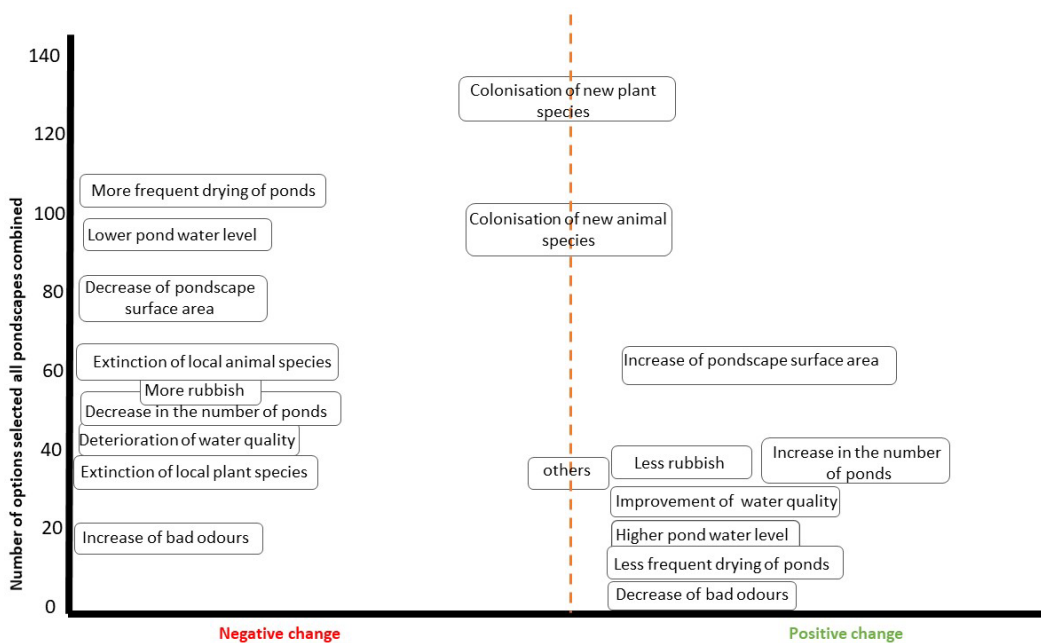 Number of options selected all pondscapes combined
140
120
100
80
60
40
20
0
Colonisation of new plant
species
More frequent drying of ponds
Colonisation of new animal
species
Lower pond water level
Decrease of pondscape
surface area
Extinction of local animal species
Increase of pondscape surface area
More rubbish
Decrease in the number of ponds
Deterioration of water quality
Extinction of local plant species
others
Less rubbish
Increase in the number
of ponds
Improvement of water quality
Increase of bad odours
Higher pond water level
Less frequent drying of ponds
Decrease of bad odours
Negative change
Positive change